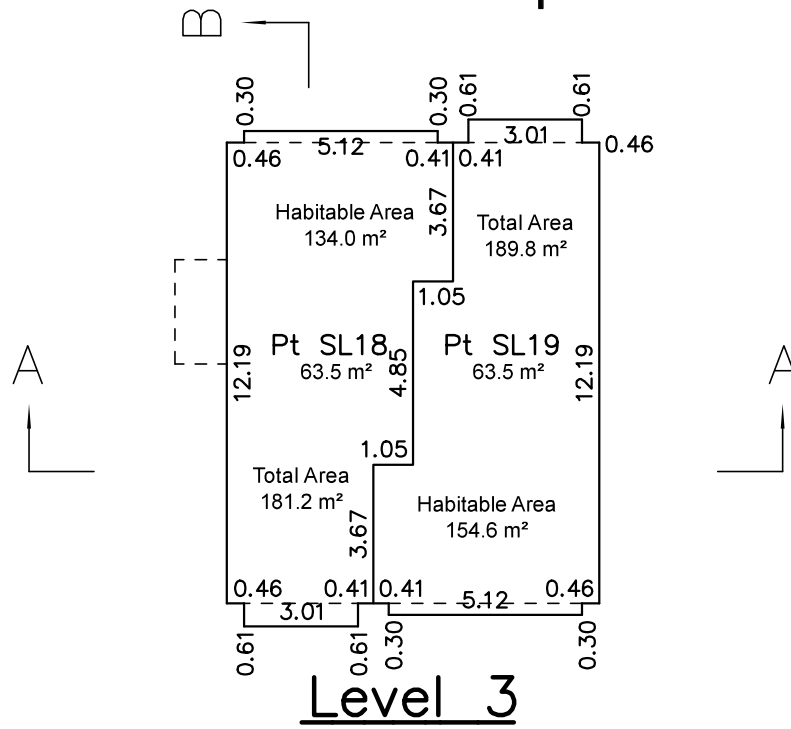 B
0.30
0.30
0.61
0.61
5.12
3.01
0.46
0.46
0.41
0.41
3.67
Habitable Area
134.0 m²
Total Area
189.8 m²
1.05
A
A
Pt SL18
63.5 m²
Pt SL19
63.5 m²
12.19
4.85
12.19
1.05
Total Area
181.2 m²
Habitable Area
154.6 m²
3.67
0.46
0.41
0.41
0.46
3.01
5.12
0.61
0.61
0.30
0.30
Level 3